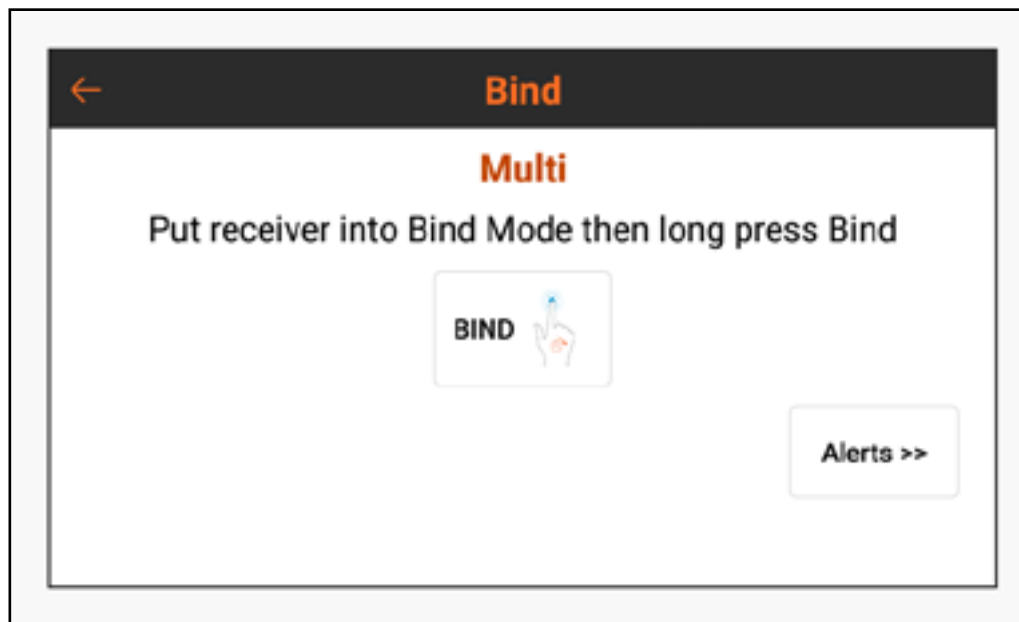 Bind
Multi
Put receiver into Bind Mode then long press Bind
BIND
Alerts >>